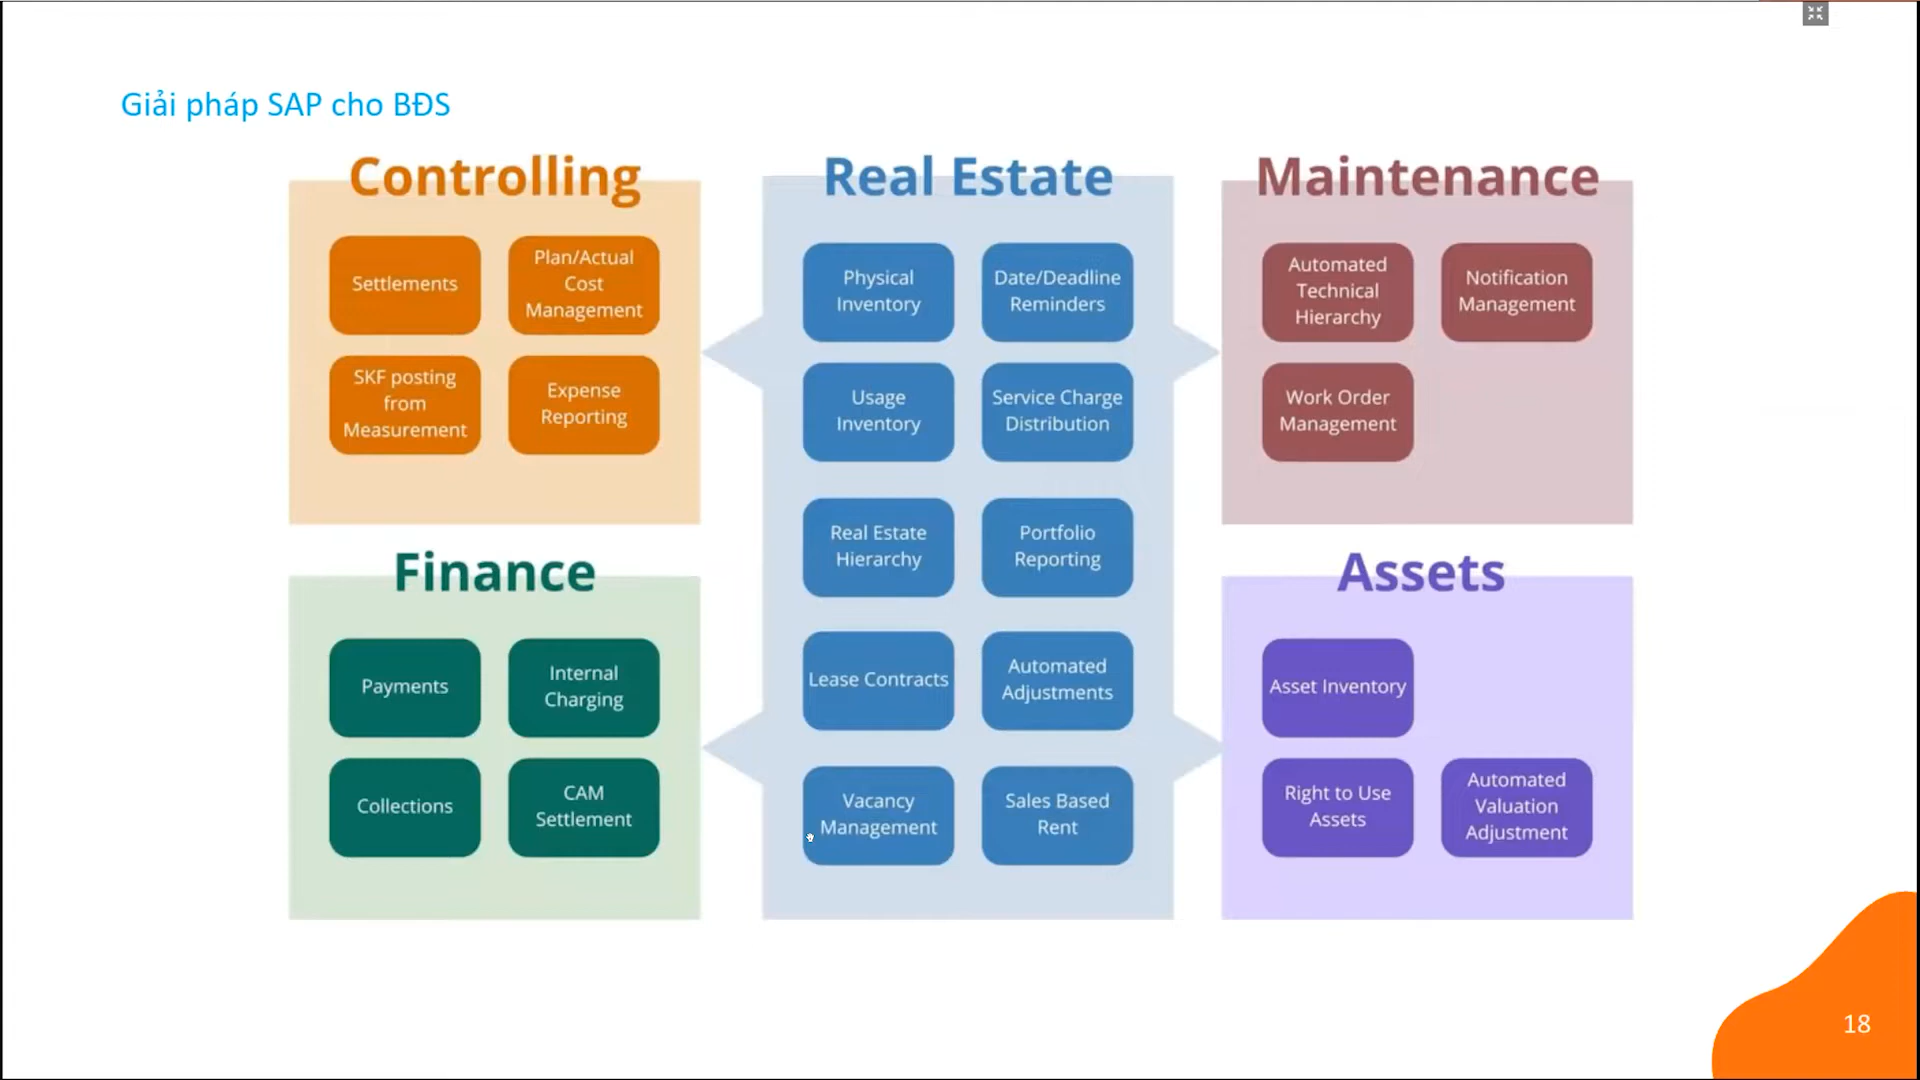 Giải pháp SAP cho BĐS
Controlling
Settlements
Plan/Actual
Cost
Management
SKF posting
from
Measurement
Expense
Reporting
Finance
Payments
Internal
Charging
Collections
CAM
Settlement
Real Estate
Physical
Inventory
Date/Deadline
Reminders
Usage
Inventory
Service Charge
Distribution
Real Estate
Hierarchy
Portfolio
Reporting
Lease Contracts
Automated
Adjustments
Vacancy
Management
Sales Based
Rent
Maintenance
Automated
Technical
Hierarchy
Notification
Management
Work Order
Management
Assets
Asset Inventory
Right to Use
Assets
Automated
Valuation
Adjustment
18